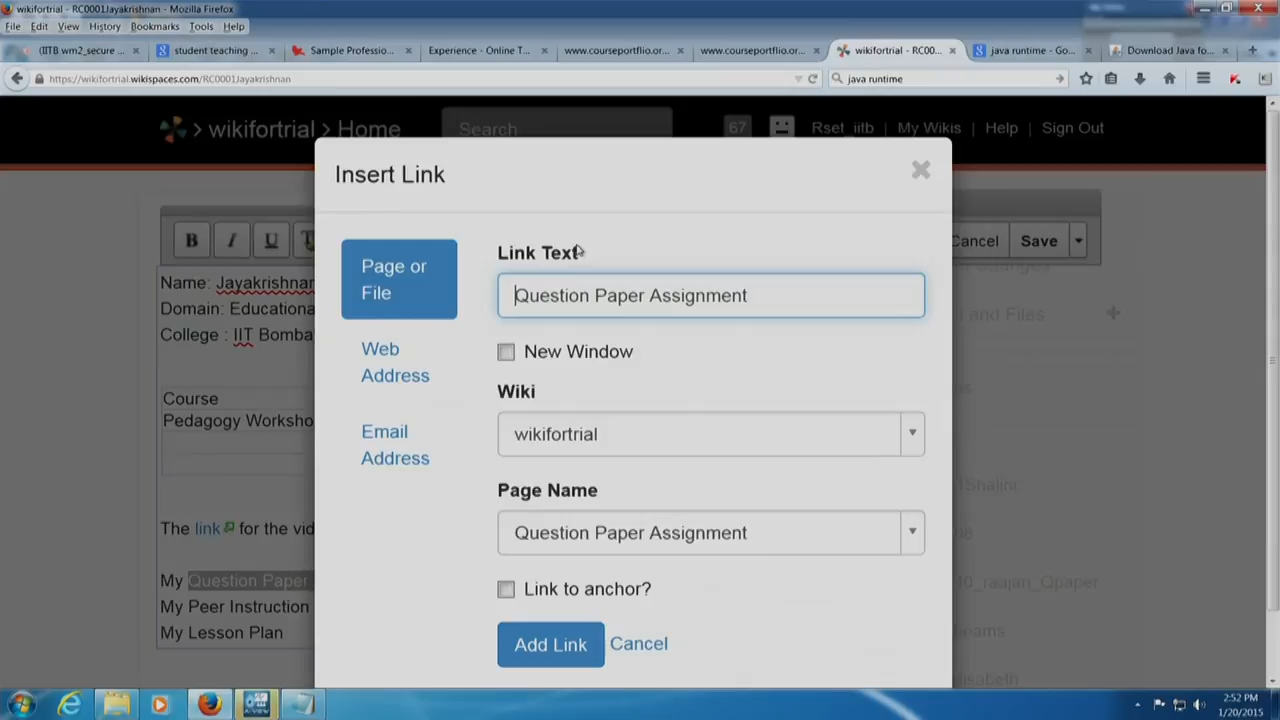 wikifortrial - RC0001Jayakrishnan - Mozilla Firefox
File Edit View History Bookmarks Tools Help
(IITB wm2_secure ... student teaching ... Sample Professio... Experience - Online T... www.courseportflio.or... www.courseportflio.or... wikifortrial - RC00... java runtime - Go... Download Java fo...
https://wikifortrial.wikispaces.com/RC0001Jayakrishnan java runtime
> wikifortrial > Home Search 67 Rset_iitb | My Wikis | Help | Sign Out
Insert Link
B I U Cancel Save
Page or File
Link Text
Question Paper Assignment
Name: Jayakrishnan
Domain: Educationa
College : IIT Bomba
and Files
New Window
Web Address
Wiki
Course
Pedagogy Worksho
wikifortrial
Email Address
Page Name
Question Paper Assignment
The link for the vid
1Shalini
10_raajan_Qpaper
My Question Paper
My Peer Instruction
My Lesson Plan
Link to anchor?
Add Link Cancel
2:52 PM
1/20/2015